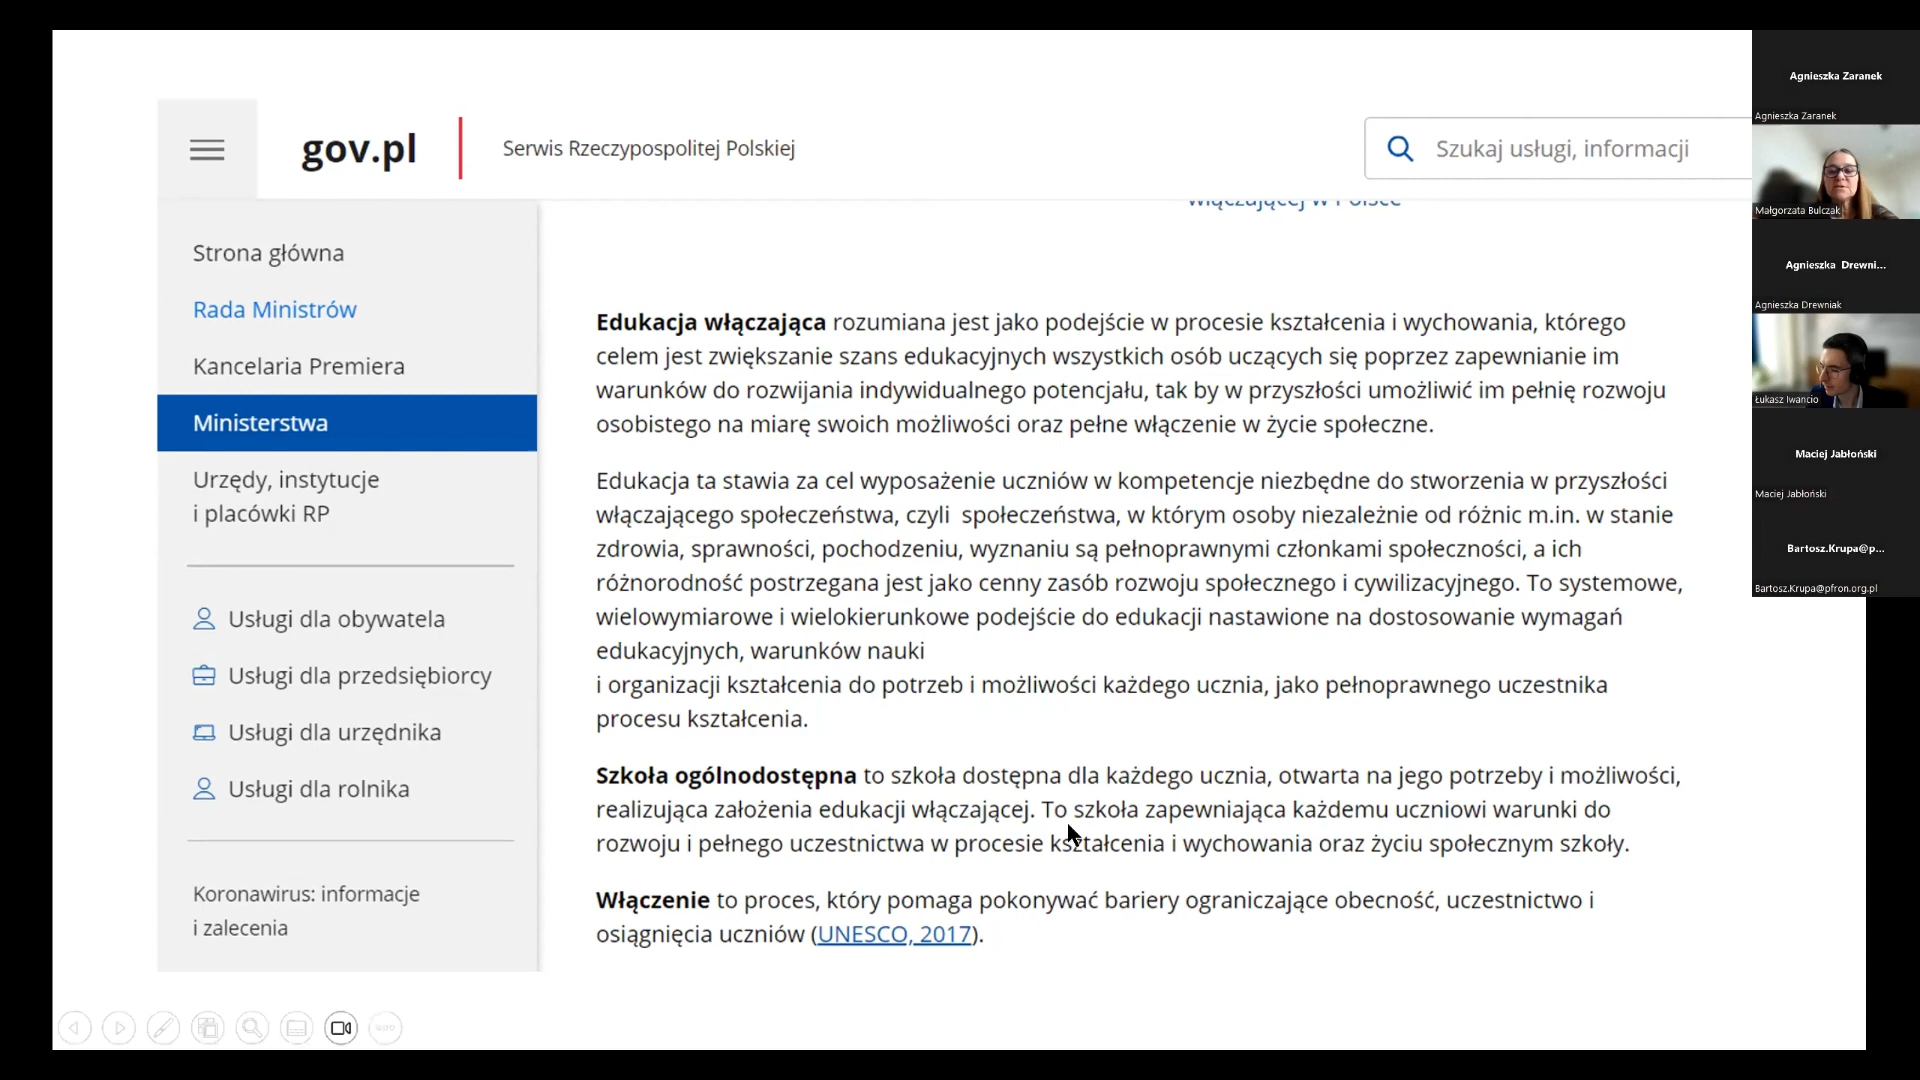 gov.pl
Serwis Rzeczypospolitej Polskiej
Szukaj usługi, informacji
Strona główna
Rada Ministrów
Kancelaria Premiera
Ministerstwa
Urzędy, instytucje
i placówki RP
Usługi dla obywatela
Usługi dla przedsiębiorcy
Usługi dla urzędnika
Usługi dla rolnika
Koronawirus: informacje
i zalecenia
włączającej w Polsce
Edukacja włączająca rozumiana jest jako podejście w procesie kształcenia i wychowania, którego
celem jest zwiększanie szans edukacyjnych wszystkich osób uczących się poprzez zapewnianie im
warunków do rozwijania indywidualnego potencjału, tak by w przyszłości umożliwić im pełnię rozwoju
osobistego na miarę swoich możliwości oraz pełne włączenie w życie społeczne.
Edukacja ta stawia za cel wyposażenie uczniów w kompetencje niezbędne do stworzenia w przyszłości
włączającego społeczeństwa, czyli  społeczeństwa, w którym osoby niezależnie od różnic m.in. w stanie
zdrowia, sprawności, pochodzeniu, wyznaniu są pełnoprawnymi członkami społeczności, a ich
różnorodność postrzegana jest jako cenny zasób rozwoju społecznego i cywilizacyjnego. To systemowe,
wielowymiarowe i wielokierunkowe podejście do edukacji nastawione na dostosowanie wymagań
edukacyjnych, warunków nauki
i organizacji kształcenia do potrzeb i możliwości każdego ucznia, jako pełnoprawnego uczestnika
procesu kształcenia.
Szkoła ogólnodostępna to szkoła dostępna dla każdego ucznia, otwarta na jego potrzeby i możliwości,
realizująca założenia edukacji włączającej. To szkoła zapewniająca każdemu uczniowi warunki do
rozwoju i pełnego uczestnictwa w procesie kształcenia i wychowania oraz życiu społecznym szkoły.
Włączenie to proces, który pomaga pokonywać bariery ograniczające obecność, uczestnictwo i
osiągnięcia uczniów (UNESCO, 2017).
Agnieszka Zaranek
Agnieszka Zaranek
Małgorzata Bulczak
Agnieszka  Drewni...
Agnieszka Drewniak
Łukasz Iwancio
Maciej Jabłoński
Maciej Jabłoński
Bartosz.Krupa@p...
Bartosz.Krupa@pfron.org.pl